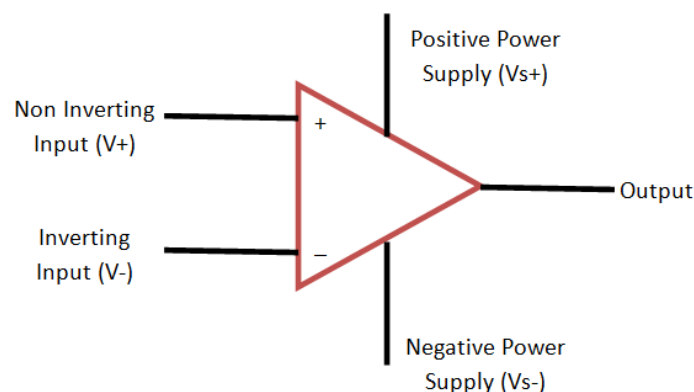 Positive Power
Supply (Vs+)
Non Inverting
Input (V+)
+
Output
Inverting
Input (V-)
–
Negative Power
Supply (Vs-)